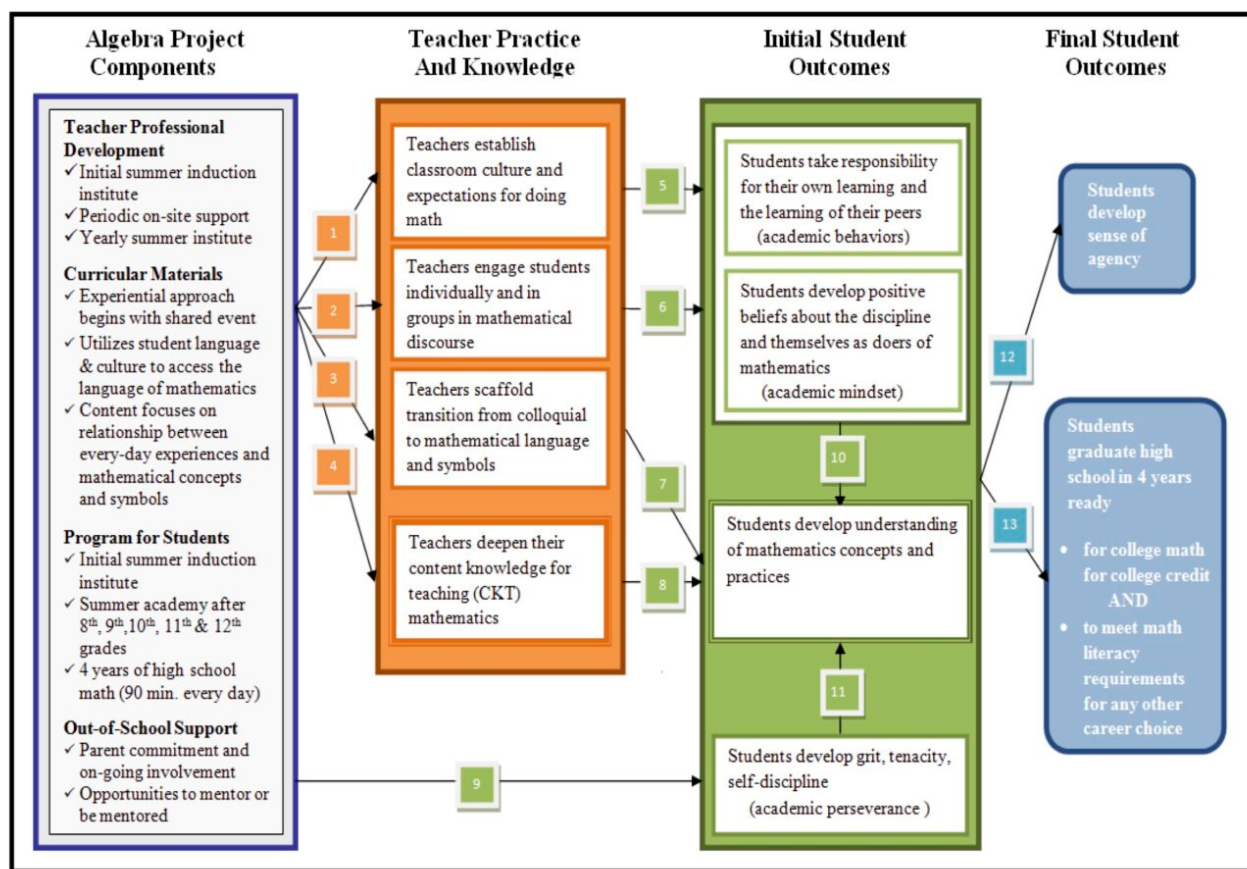 Algebra Project
Components
Teacher Professional
Development
✓ Initial summer induction
institute
✓ Periodic on-site support
✓ Yearly summer institute
Curricular Materials
✓ Experiential approach
begins with shared event
✓ Utilizes student language
& culture to access the
language of mathematics
✓ Content focuses on
relationship between
every-day experiences and
mathematical concepts
and symbols
Program for Students
✓ Initial summer induction
institute
✓ Summer academy after
8th, 9th,10th, 11th & 12th
grades
✓ 4 years of high school
math (90 min. every day)
Out-of-School Support
✓ Parent commitment and
on-going involvement
✓ Opportunities to mentor or
be mentored
1
2
3
4
Teacher Practice
And Knowledge
Teachers establish
classroom culture and
expectations for doing
math
Teachers engage students
individually and in
groups in mathematical
discourse
Teachers scaffold
transition from colloquial
to mathematical language
and symbols
Teachers deepen their
content knowledge for
teaching (CKT)
mathematics
5
6
7
8
9
Initial Student
Outcomes
Students take responsibility
for their own learning and
the learning of their peers
(academic behaviors)
Students develop positive
beliefs about the discipline
and themselves as doers of
mathematics
(academic mindset)
10
Students develop understanding
of mathematics concepts and
practices
11
Students develop grit, tenacity,
self-discipline
(academic perseverance )
12
13
Final Student
Outcomes
Students
develop
sense of
agency
Students
graduate high
school in 4 years
ready
• for college math
for college credit
AND
• to meet math
literacy
requirements
for any other
career choice